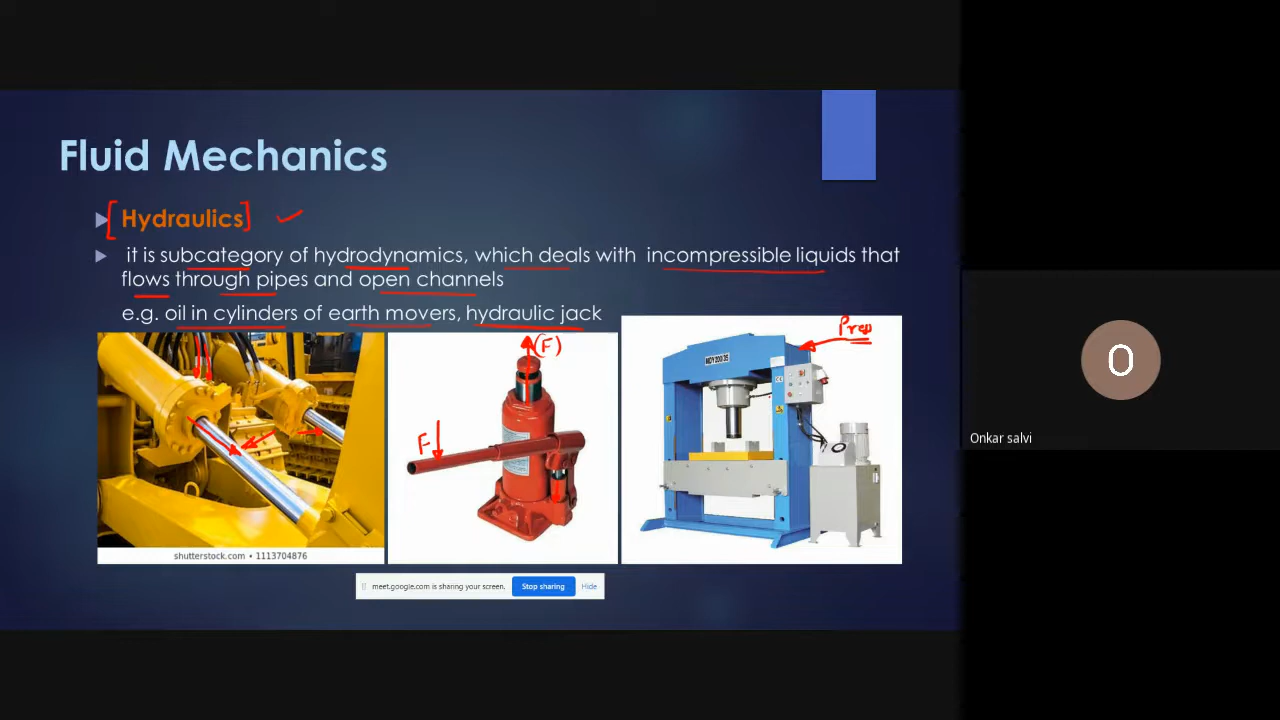 Fluid Mechanics
Hydraulics
it is subcategory of hydrodynamics, which deals with incompressible liquids that
flows through pipes and open channels
e.g. oil in cylinders of earth movers, hydraulic jack
(F)
F
Press
shutterstock.com • 1113704876
meet.google.com is sharing your screen. Stop sharing Hide
O
Onkar salvi